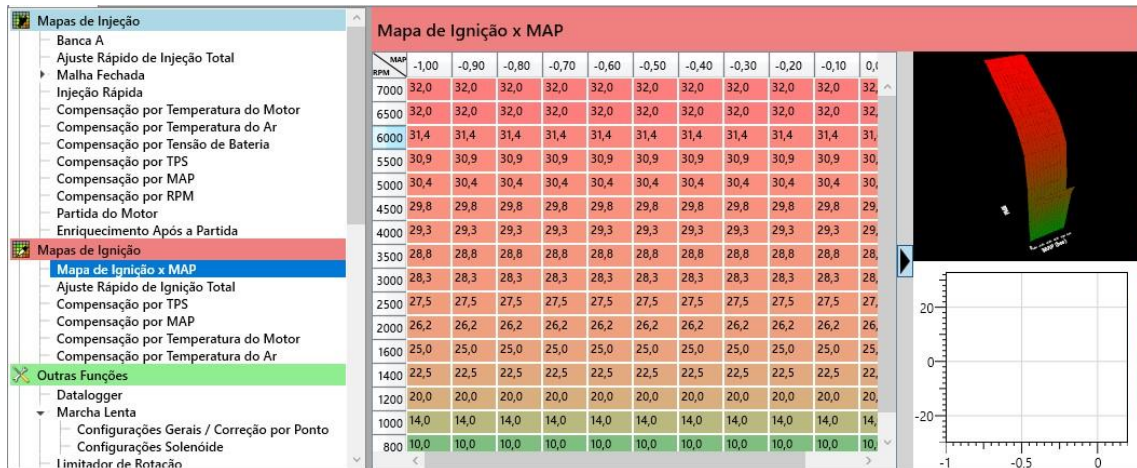 Mapas de Injeção
Banca A
Ajuste Rápido de Injeção Total
Malha Fechada
Injeção Rápida
Compensação por Temperatura do Motor
Compensação por Temperatura do Ar
Compensação por Tensão de Bateria
Compensação por TPS
Compensação por MAP
Compensação por RPM
Partida do Motor
Enriquecimento Após a Partida
Mapas de Ignição
Mapa de Ignição x MAP
Ajuste Rápido de Ignição Total
Compensação por TPS
Compensação por MAP
Compensação por Temperatura do Motor
Compensação por Temperatura do Ar
Outras Funções
Datalogger
Marcha Lenta
Configurações Gerais / Correção por Ponto
Configurações Solenóide
Limitador de Rotação
Mapa de Ignição x MAP
MAP RPM -1,00 -0,90 -0,80 -0,70 -0,60 -0,50 -0,40 -0,30 -0,20 -0,10 0,0
7000 32,0 32,0 32,0 32,0 32,0 32,0 32,0 32,0 32,0 32,0 32,
6500 32,0 32,0 32,0 32,0 32,0 32,0 32,0 32,0 32,0 32,0 32,
6000 31,4 31,4 31,4 31,4 31,4 31,4 31,4 31,4 31,4 31,4 31,
5500 30,9 30,9 30,9 30,9 30,9 30,9 30,9 30,9 30,9 30,9 30,
5000 30,4 30,4 30,4 30,4 30,4 30,4 30,4 30,4 30,4 30,4 30,
4500 29,8 29,8 29,8 29,8 29,8 29,8 29,8 29,8 29,8 29,8 29,
4000 29,3 29,3 29,3 29,3 29,3 29,3 29,3 29,3 29,3 29,3 29,
3500 28,8 28,8 28,8 28,8 28,8 28,8 28,8 28,8 28,8 28,8 28,
3000 28,3 28,3 28,3 28,3 28,3 28,3 28,3 28,3 28,3 28,3 28,
2500 27,5 27,5 27,5 27,5 27,5 27,5 27,5 27,5 27,5 27,5 27,
2000 26,2 26,2 26,2 26,2 26,2 26,2 26,2 26,2 26,2 26,2 26,
1600 25,0 25,0 25,0 25,0 25,0 25,0 25,0 25,0 25,0 25,0 25,
1400 22,5 22,5 22,5 22,5 22,5 22,5 22,5 22,5 22,5 22,5 22,
1200 20,0 20,0 20,0 20,0 20,0 20,0 20,0 20,0 20,0 20,0 20,
1000 14,0 14,0 14,0 14,0 14,0 14,0 14,0 14,0 14,0 14,0 14,
800 10,0 10,0 10,0 10,0 10,0 10,0 10,0 10,0 10,0 10,0 10,
RPM
MAP (bar)
20
0
-20
-1 -0.5 0